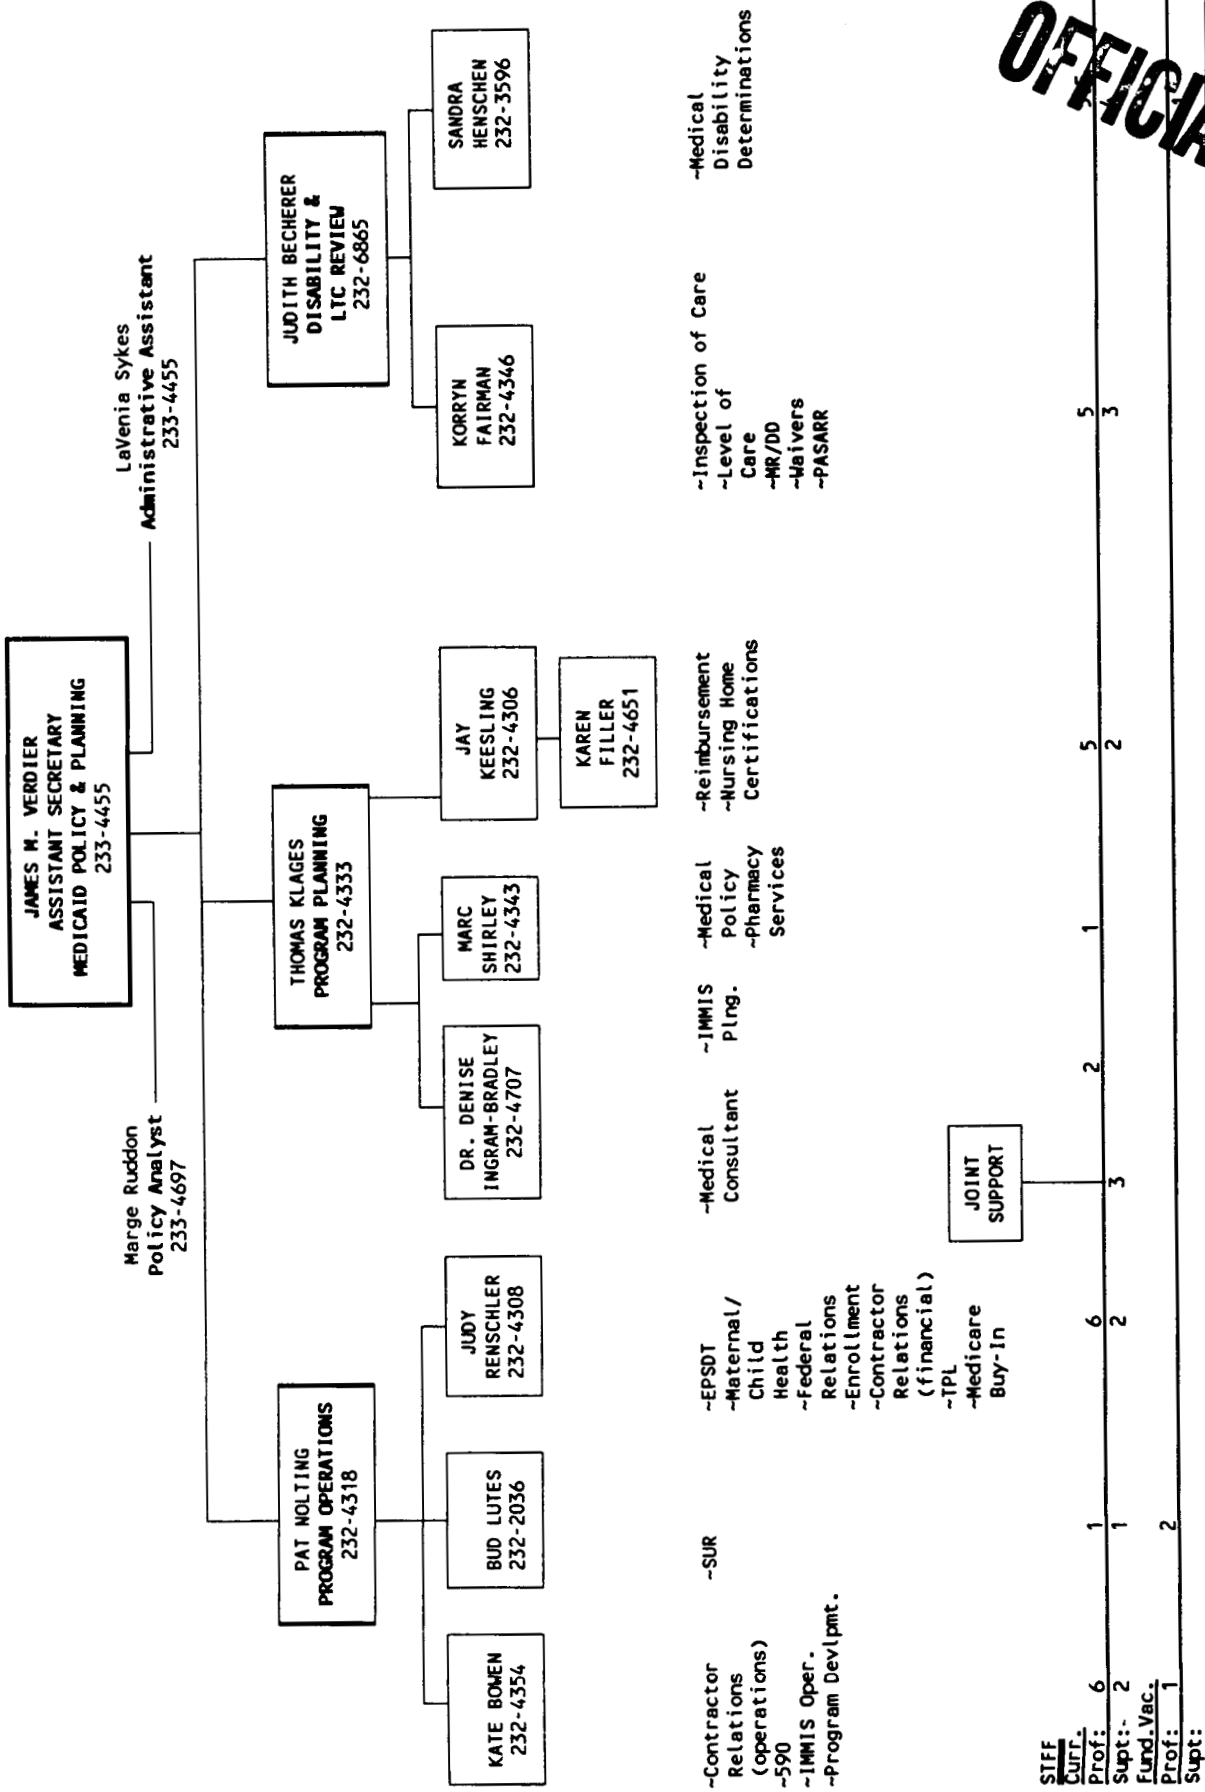 JAMES M. VERDIER
ASSISTANT SECRETARY
MEDICAID POLICY & PLANNING
233-4455
Marge Ruddon
Policy Analyst
233-4697
LaVenia Sykes
Administrative Assistant
233-4455
PAT NOLTING
PROGRAM OPERATIONS
232-4318
THOMAS KLAGES
PROGRAM PLANNING
232-4333
JUDITH BECHERER
DISABILITY &
LTC REVIEW
232-6865
KATE BOWEN
232-4354
BUD LUTES
232-2036
JUDY
RENSCHLER
232-4308
DR. DENISE
INGRAM-BRADLEY
232-4707
MARC
SHIRLEY
232-4343
JAY
KEESLING
232-4306
KAREN
FILLER
232-4651
KORRYN
FAIRMAN
232-4346
SANDRA
HENSCHEN
232-3596
~Contractor
Relations
(operations)
~590
~IMMIS Oper.
~Program Devlpmt.
~SUR
~EPSDT
~Maternal/
Child
Health
~Federal
Relations
~Enrollment
~Contractor
Relations
(financial)
~TPL
~Medicare
Buy-In
~Medical
Consultant
~IMMIS
Plng.
~Medical
Policy
~Pharmacy
Services
~Reimbursement
~Nursing Home
Certifications
~Inspection of Care
~Level of
Care
~MR/DD
~Waivers
~PASARR
~Medical
Disability
Determinations
JOINT
SUPPORT
STFF
Curr.
Prof: 6 1 6 2 1 5 5
Supt:- 2 1 2 3 2 3
Fund.Vac.:
Prof: 1 2
Supt:
OFFICIA